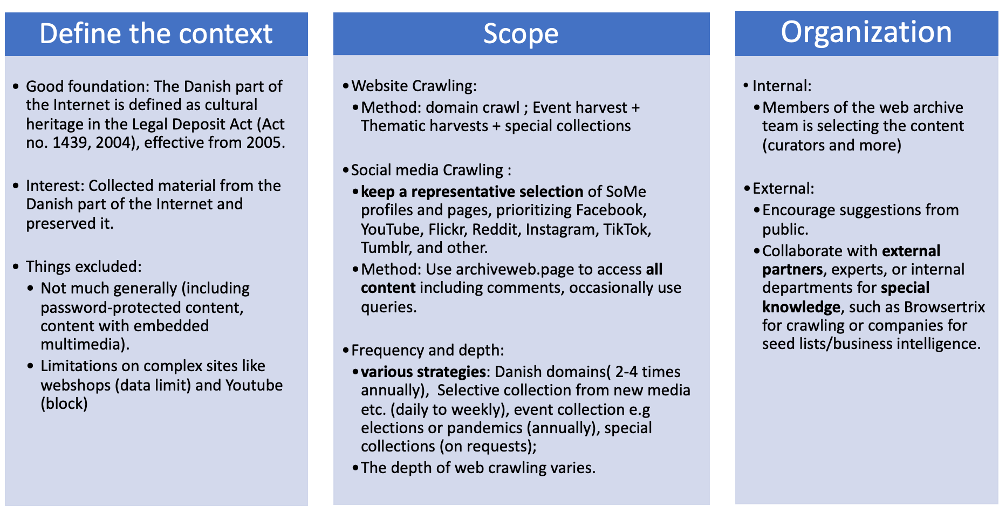 Define the context
• Good foundation: The Danish part of
the Internet is defined as cultural
heritage in the Legal Deposit Act (Act
no. 1439, 2004), effective from 2005.
• Interest: Collected material from the
Danish part of the Internet and
preserved it.
• Things excluded:
• Not much generally (including
password-protected content,
content with embedded
multimedia).
• Limitations on complex sites like
webshops (data limit) and Youtube
(block)
Scope
•Website Crawling:
•Method: domain crawl ; Event harvest +
Thematic harvests + special collections
•Social media Crawling :
•keep a representative selection of SoMe
profiles and pages, prioritizing Facebook,
YouTube, Flickr, Reddit, Instagram, TikTok,
Tumblr, and other.
•Method: Use archiveweb.page to access all
content including comments, occasionally use
queries.
•Frequency and depth:
•various strategies: Danish domains( 2-4 times
annually),  Selective collection from new media
etc. (daily to weekly), event collection e.g
elections or pandemics (annually), special
collections (on requests);
•The depth of web crawling varies.
Organization
• Internal:
•Members of the web archive
team is selecting the content
(curators and more)
•External:
•Encourage suggestions from
public.
•Collaborate with external
partners, experts, or internal
departments for special
knowledge, such as Browsertrix
for crawling or companies for
seed lists/business intelligence.